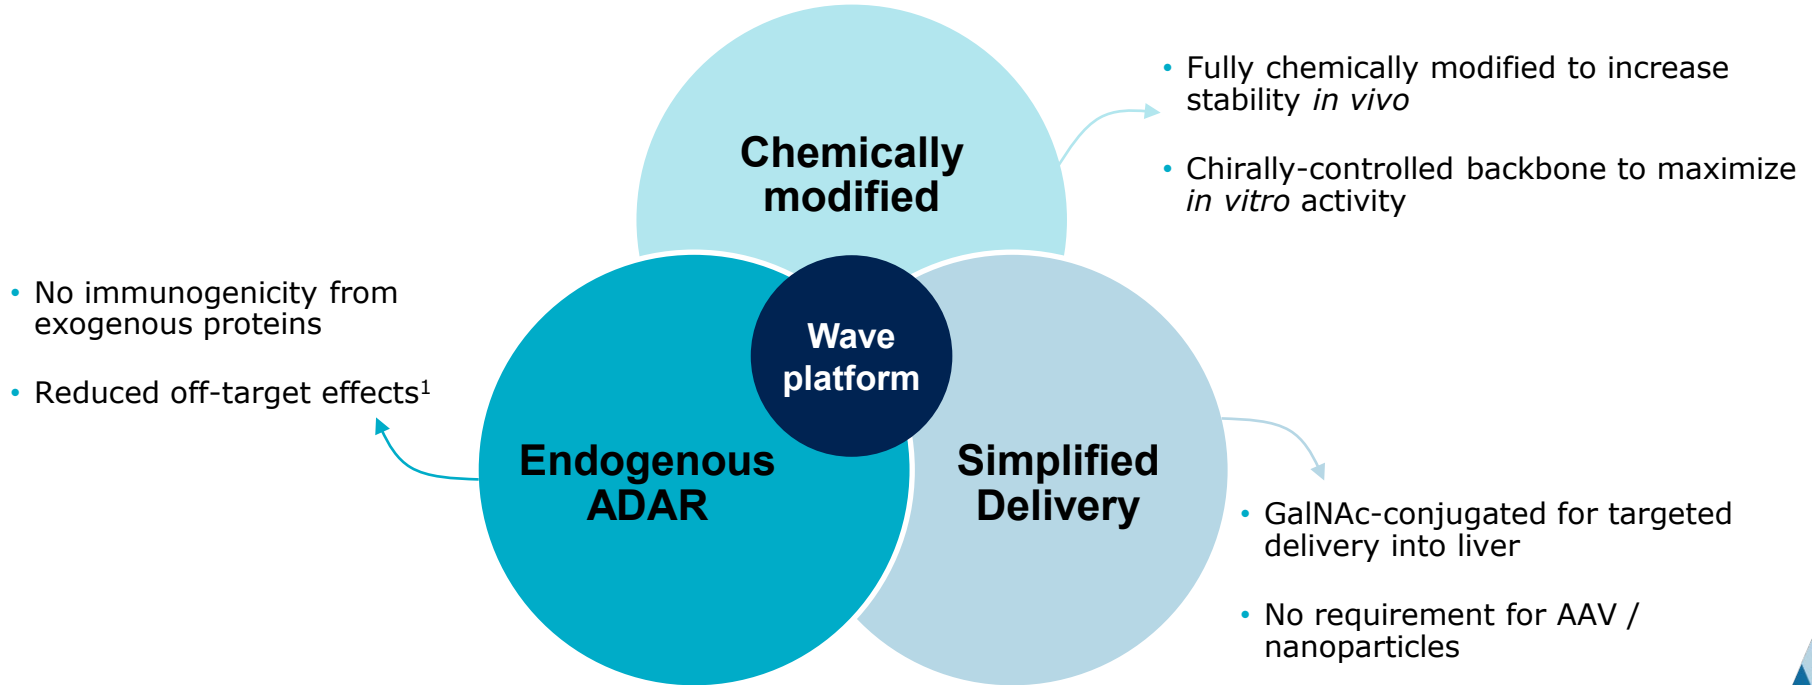 Chemically
modified
• Fully chemically modified to increase
stability in vivo
• Chirally-controlled backbone to maximize
in vitro activity
• No immunogenicity from
exogenous proteins
• Reduced off-target effects¹
Wave
platform
Endogenous
ADAR
Simplified
Delivery
• GalNAc-conjugated for targeted
delivery into liver
• No requirement for AAV /
nanoparticles